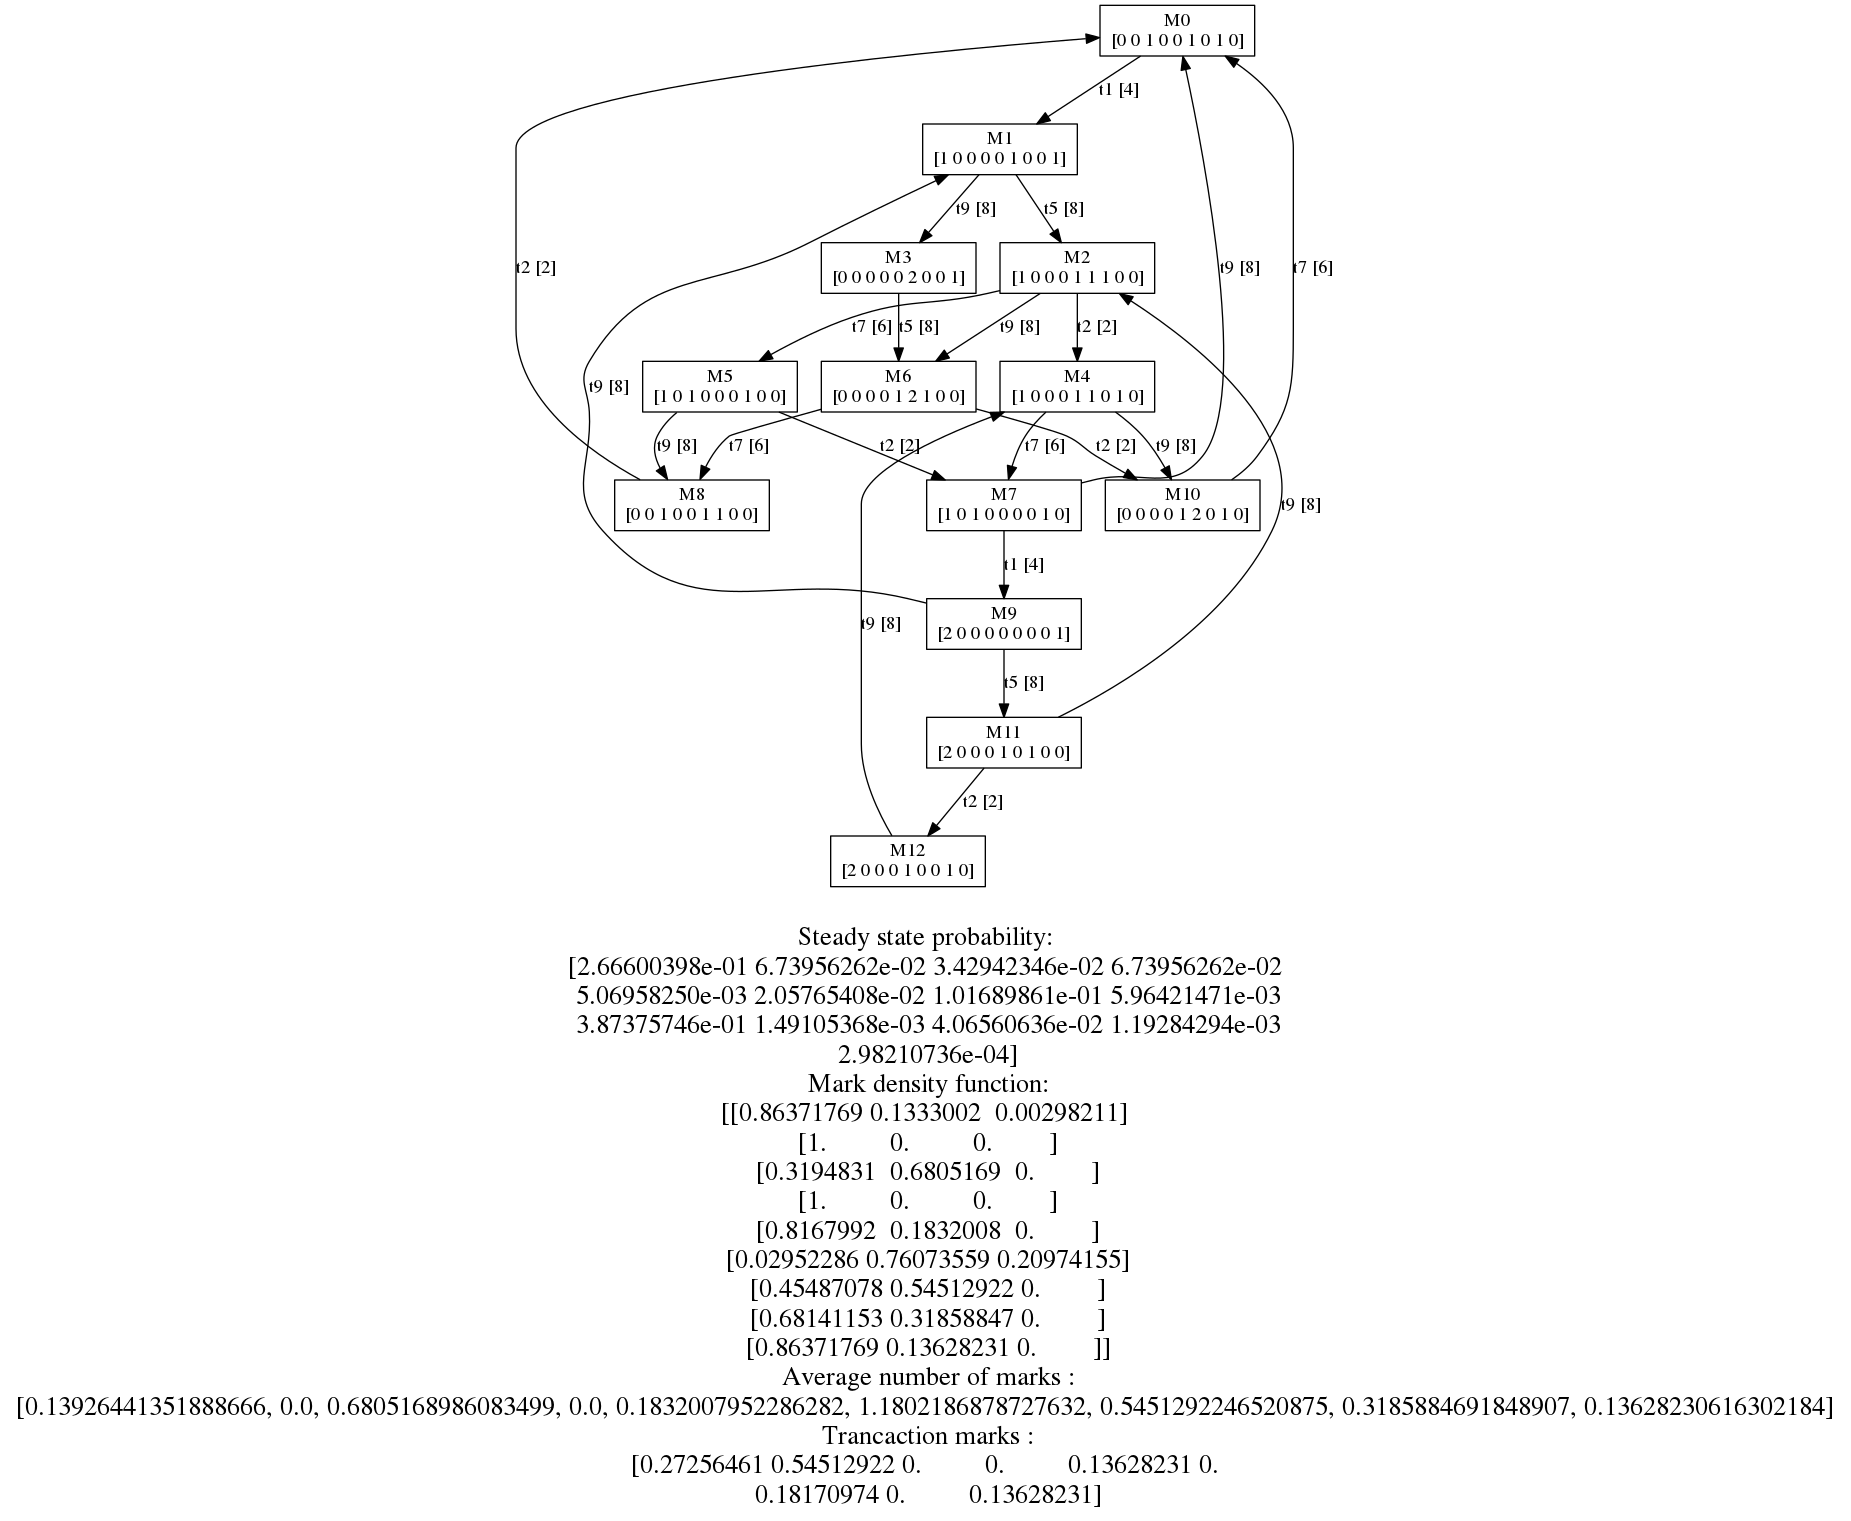 M0
[0 0 1 0 0 1 0 1 0]
t1 [4]
M1
[1 0 0 0 0 1 0 0 1]
t9 [8]
t5 [8]
M3
[0 0 0 0 0 2 0 0 1]
M2
[1 0 0 0 1 1 1 0 0]
t2 [2]
t9 [8]
t7 [6]
t7 [6]
t5 [8]
t9 [8]
t2 [2]
t9 [8]
M5
[1 0 1 0 0 0 1 0 0]
M6
[0 0 0 0 1 2 1 0 0]
M4
[1 0 0 0 1 1 0 1 0]
t9 [8]
t7 [6]
t2 [2]
t7 [6]
t2 [2]
t9 [8]
M8
[0 0 1 0 0 1 1 0 0]
M7
[1 0 1 0 0 0 0 1 0]
M10
[0 0 0 0 1 2 0 1 0]
t9 [8]
t1 [4]
M9
[2 0 0 0 0 0 0 0 1]
t9 [8]
t5 [8]
M11
[2 0 0 0 1 0 1 0 0]
t2 [2]
M12
[2 0 0 0 1 0 0 1 0]
Steady state probability:
[2.66600398e-01 6.73956262e-02 3.42942346e-02 6.73956262e-02
5.06958250e-03 2.05765408e-02 1.01689861e-01 5.96421471e-03
3.87375746e-01 1.49105368e-03 4.06560636e-02 1.19284294e-03
2.98210736e-04]
Mark density function:
[[0.86371769 0.1333002 0.00298211]
[1. 0. 0. ]
[0.3194831 0.6805169 0. ]
[1. 0. 0. ]
[0.8167992 0.1832008 0. ]
[0.02952286 0.76073559 0.20974155]
[0.45487078 0.54512922 0. ]
[0.68141153 0.31858847 0. ]
[0.86371769 0.13628231 0. ]]
Average number of marks :
[0.13926441351888666, 0.0, 0.6805168986083499, 0.0, 0.1832007952286282, 1.1802186878727632, 0.5451292246520875, 0.3185884691848907, 0.13628230616302184]
Trancaction marks :
[0.27256461 0.54512922 0. 0. 0.13628231 0.
0.18170974 0. 0.13628231]